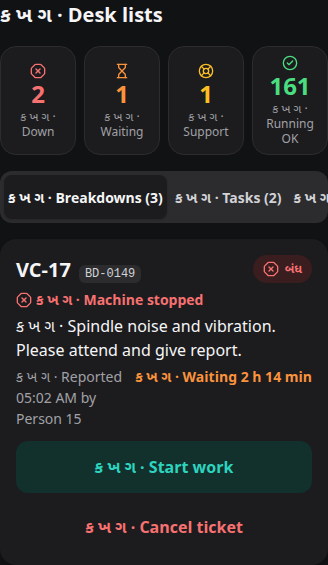 ક ખ ગ · Desk lists
2
ક ખ ગ ·
Down
1
ક ખ ગ ·
Waiting
1
ક ખ ગ ·
Support
161
ક ખ ગ ·
Running
OK
ક ખ ગ · Breakdowns (3)
ક ખ ગ · Tasks (2)
ક ખ
VC-17 BD-0149
બંધ
ક ખ ગ · Machine stopped
ક ખ ગ · Spindle noise and vibration.
Please attend and give report.
ક ખ ગ · Reported
05:02 AM by
Person 15
ક ખ ગ · Waiting 2 h 14 min
ક ખ ગ · Start work
ક ખ ગ · Cancel ticket